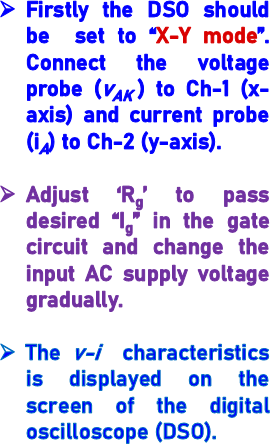 ➢ Firstly the DSO should
be set to “X-Y mode”.
Connect the voltage
probe (v_AK) to Ch-1 (x-
axis) and current probe
(i_A) to Ch-2 (y-axis).
➢ Adjust ‘R_g’ to pass
desired “I_g” in the gate
circuit and change the
input AC supply voltage
gradually.
➢ The v-i characteristics
is displayed on the
screen of the digital
oscilloscope (DSO).